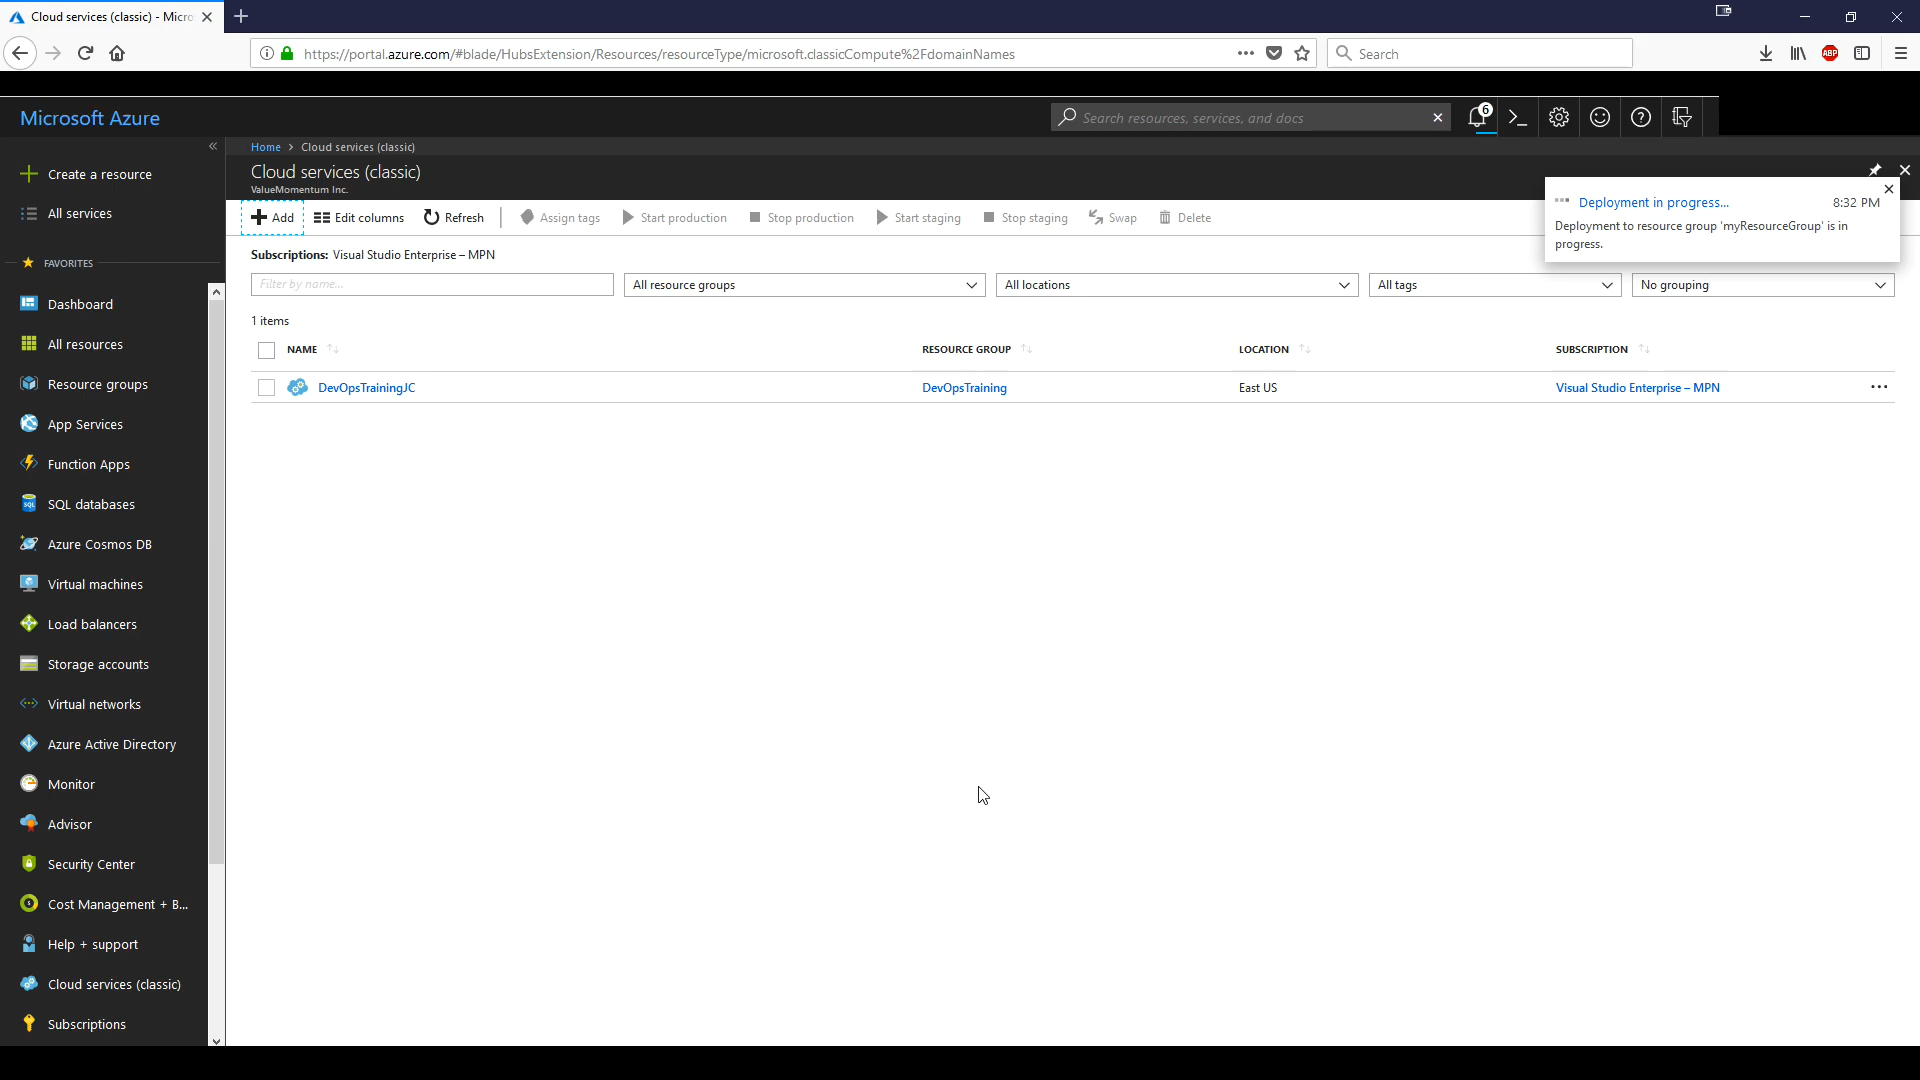 Cloud services (classic) - Micro
https://portal.azure.com/#blade/HubsExtension/Resources/resourceType/microsoft.classicCompute%2FdomainNames
Search
ABP
Microsoft Azure
Search resources, services, and docs
6
Home > Cloud services (classic)
Cloud services (classic)
ValueMomentum Inc.
Create a resource
All services
FAVORITES
Dashboard
All resources
Resource groups
App Services
Function Apps
SQL databases
Azure Cosmos DB
Virtual machines
Load balancers
Storage accounts
Virtual networks
Azure Active Directory
Monitor
Advisor
Security Center
Cost Management + B...
Help + support
Cloud services (classic)
Subscriptions
Add Edit columns Refresh Assign tags Start production Stop production Start staging Stop staging Swap Delete
Deployment in progress... 8:32 PM
Deployment to resource group 'myResourceGroup' is in
progress.
Subscriptions: Visual Studio Enterprise – MPN
Filter by name... All resource groups All locations All tags No grouping
1 items
NAME RESOURCE GROUP LOCATION SUBSCRIPTION
DevOpsTrainingJC DevOpsTraining East US Visual Studio Enterprise – MPN